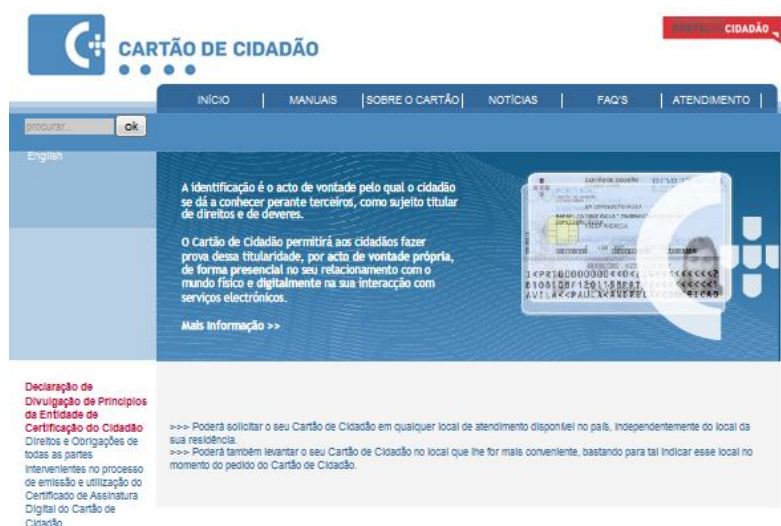 CARTÃO DE CIDADÃO
CIDADÃO
INÍCIO
MANUAIS
SOBRE O CARTÃO
NOTÍCIAS
FAQ'S
ATENDIMENTO
procurar...
ok
English
A identificação é o acto de vontade pelo qual o cidadão
se dá a conhecer perante terceiros, como sujeito titular
de direitos e de deveres.
O Cartão de Cidadão permitirá aos cidadãos fazer
prova dessa titularidade, por acto de vontade própria,
de forma presencial no seu relacionamento com o
mundo físico e digitalmente na sua interacção com
serviços electrónicos.
Mais Informação >>
Declaração de
Divulgação de Princípios
da Entidade de
Certificação do Cidadão
Direitos e Obrigações de
todas as partes
intervenientes no processo
de emissão e utilização do
Certificado de Assinatura
Digital do Cartão de
Cidadão
>>> Poderá solicitar o seu Cartão de Cidadão em qualquer local de atendimento disponível no país, independentemente do local da
sua residência.
>>> Poderá também levantar o seu Cartão de Cidadão no local que lhe for mais conveniente, bastando para tal indicar esse local no
momento do pedido do Cartão de Cidadão.